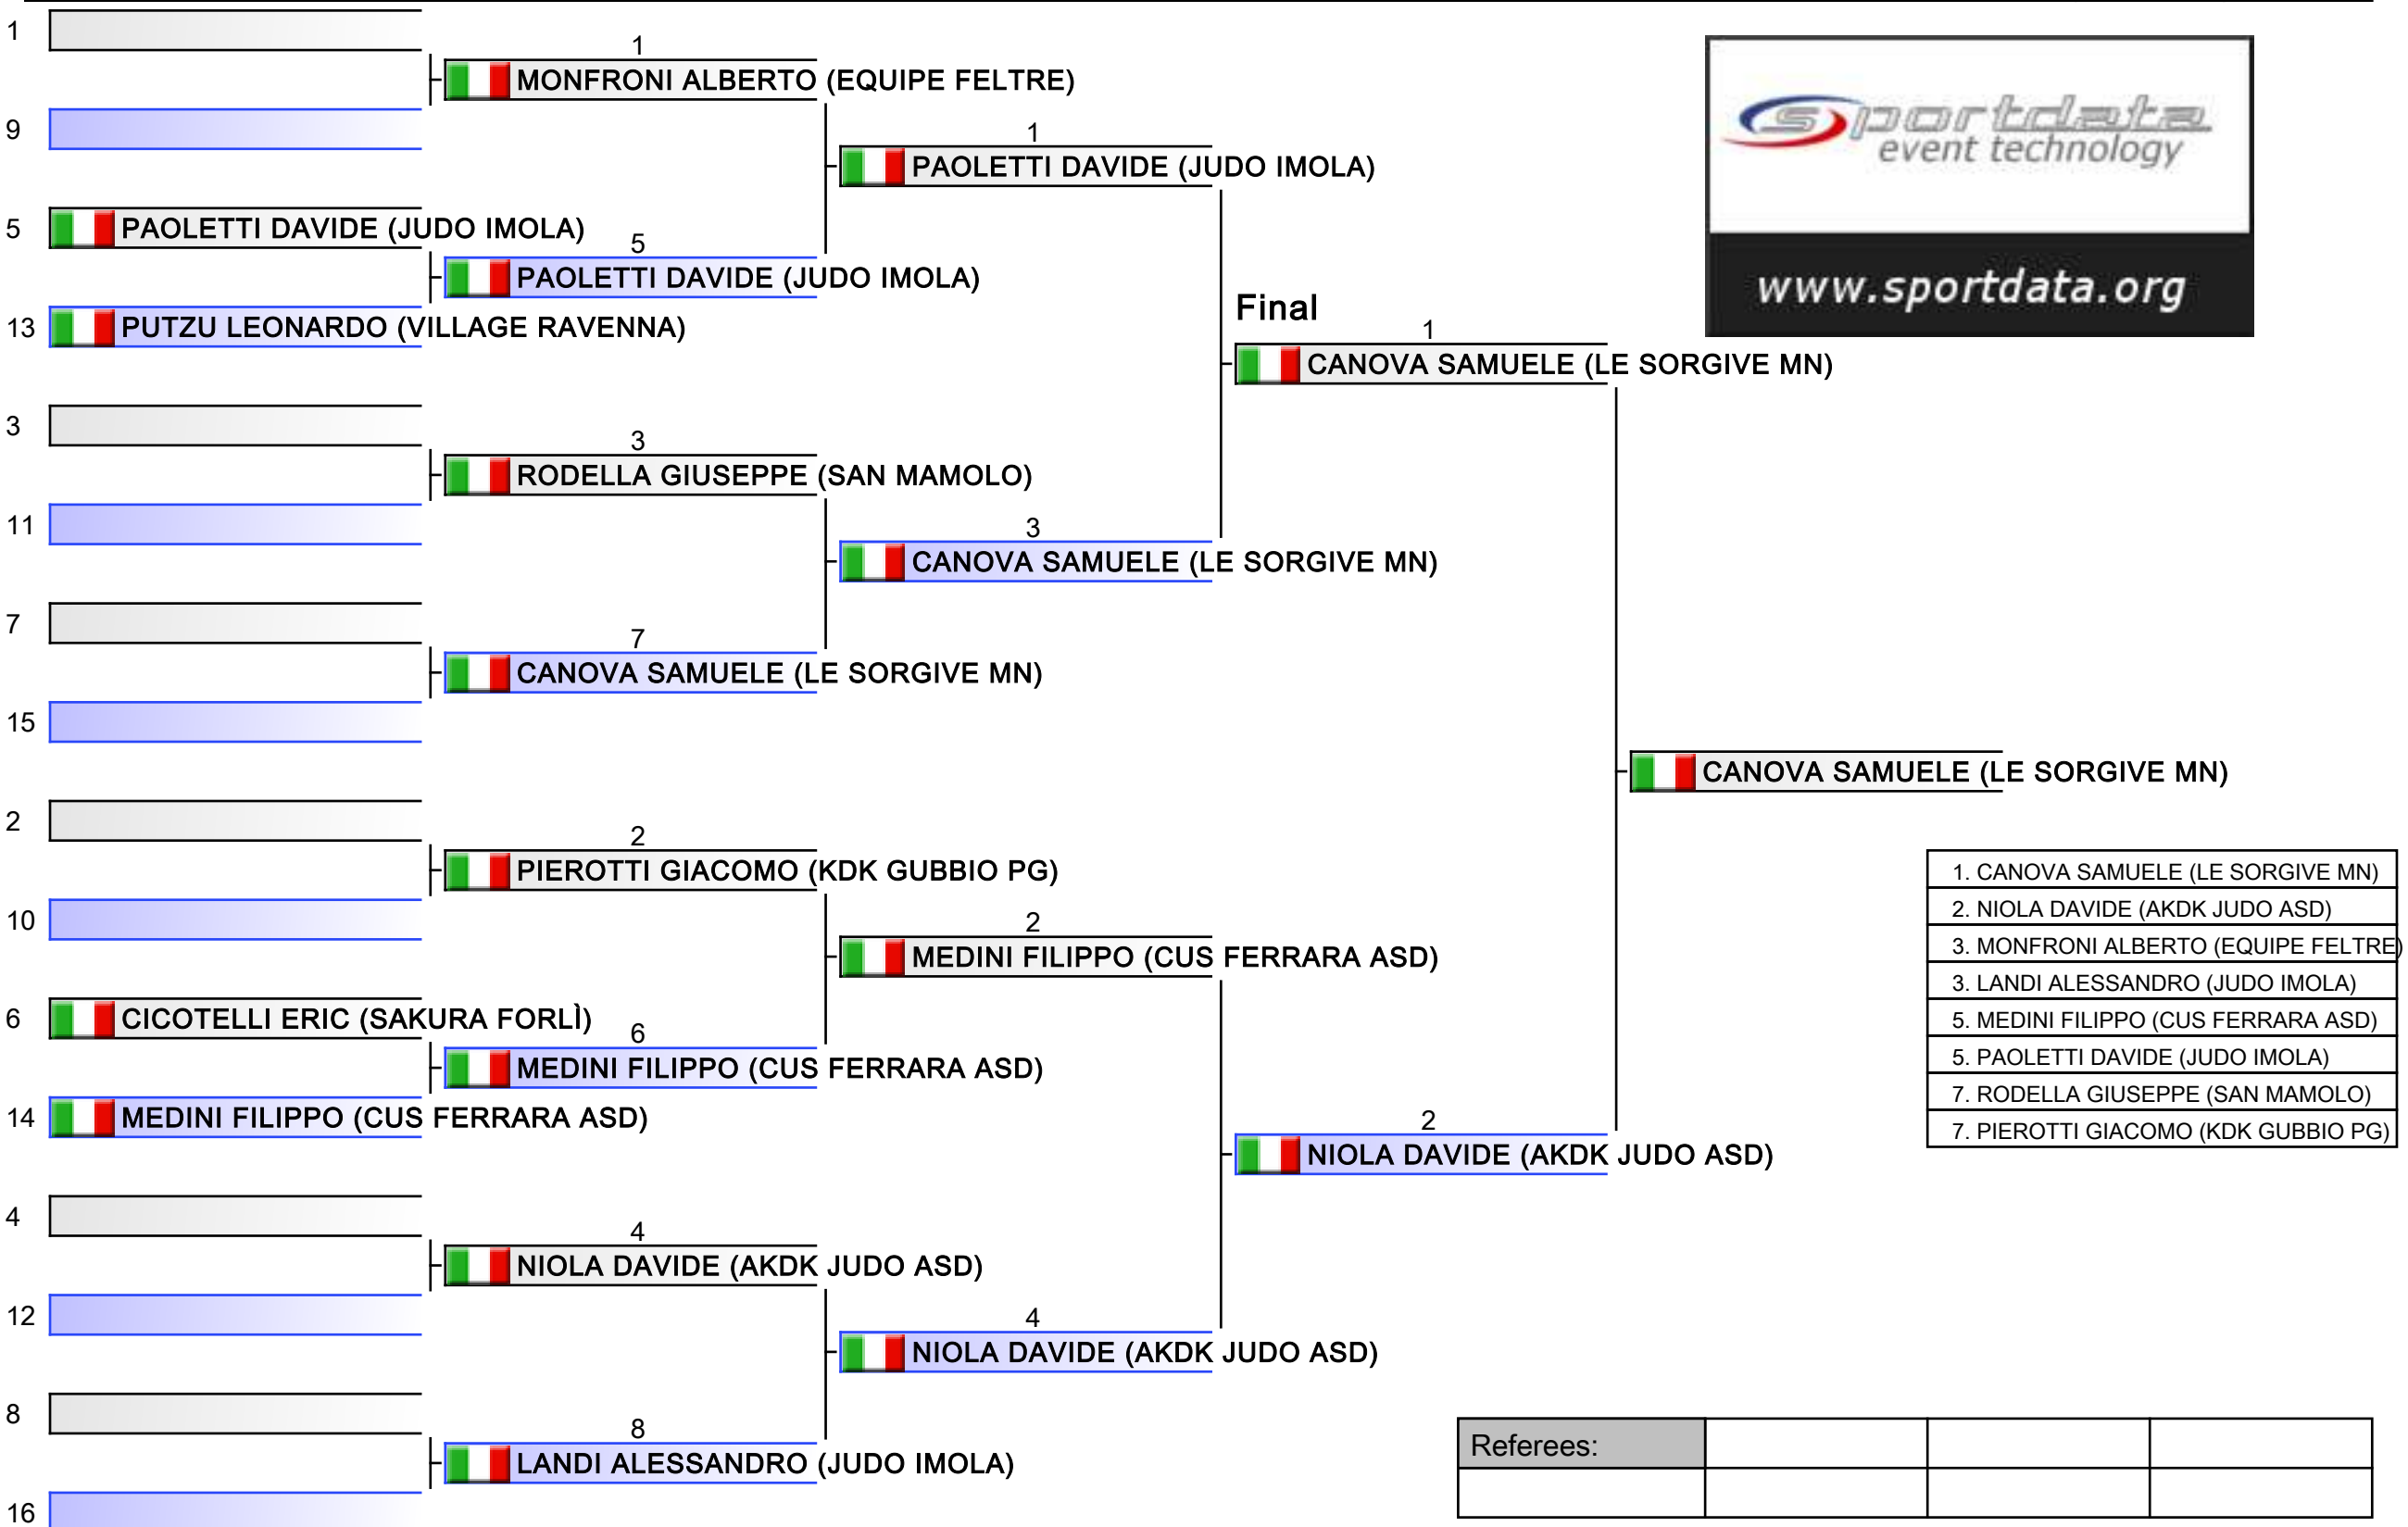 1
1
MONFRONI ALBERTO (EQUIPE FELTRE)
9
1
PAOLETTI DAVIDE (JUDO IMOLA)
sportdata
event technology
www.sportdata.org
5
PAOLETTI DAVIDE (JUDO IMOLA)
5
PAOLETTI DAVIDE (JUDO IMOLA)
13
PUTZU LEONARDO (VILLAGE RAVENNA)
Final
1
CANOVA SAMUELE (LE SORGIVE MN)
3
3
RODELLA GIUSEPPE (SAN MAMOLO)
11
3
CANOVA SAMUELE (LE SORGIVE MN)
7
7
CANOVA SAMUELE (LE SORGIVE MN)
15
CANOVA SAMUELE (LE SORGIVE MN)
2
2
PIEROTTI GIACOMO (KDK GUBBIO PG)
10
2
MEDINI FILIPPO (CUS FERRARA ASD)
1. CANOVA SAMUELE (LE SORGIVE MN)
2. NIOLA DAVIDE (AKDK JUDO ASD)
3. MONFRONI ALBERTO (EQUIPE FELTRE)
3. LANDI ALESSANDRO (JUDO IMOLA)
5. MEDINI FILIPPO (CUS FERRARA ASD)
5. PAOLETTI DAVIDE (JUDO IMOLA)
7. RODELLA GIUSEPPE (SAN MAMOLO)
7. PIEROTTI GIACOMO (KDK GUBBIO PG)
6
CICOTELLI ERIC (SAKURA FORLÌ)
6
MEDINI FILIPPO (CUS FERRARA ASD)
14
MEDINI FILIPPO (CUS FERRARA ASD)
2
NIOLA DAVIDE (AKDK JUDO ASD)
4
4
NIOLA DAVIDE (AKDK JUDO ASD)
12
4
NIOLA DAVIDE (AKDK JUDO ASD)
8
8
LANDI ALESSANDRO (JUDO IMOLA)
16
Referees: